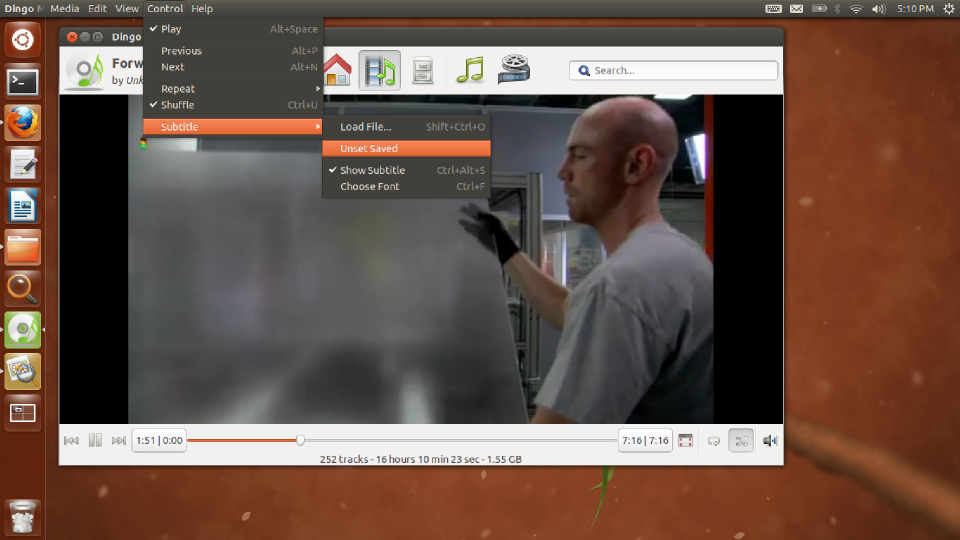 Dingo M Media Edit View Control Help 5:10 PM
Dingo
Play Alt+Space
Previous Alt+P
Next Alt+N
Repeat
Shuffle Ctrl+U
Subtitle
Forw
by Unk
Search...
Load File... Shift+Ctrl+O
Unset Saved
Show Subtitle Ctrl+Alt+S
Choose Font Ctrl+F
1:51 | 0:00
7:16 | 7:16
252 tracks - 16 hours 10 min 23 sec - 1.55 GB